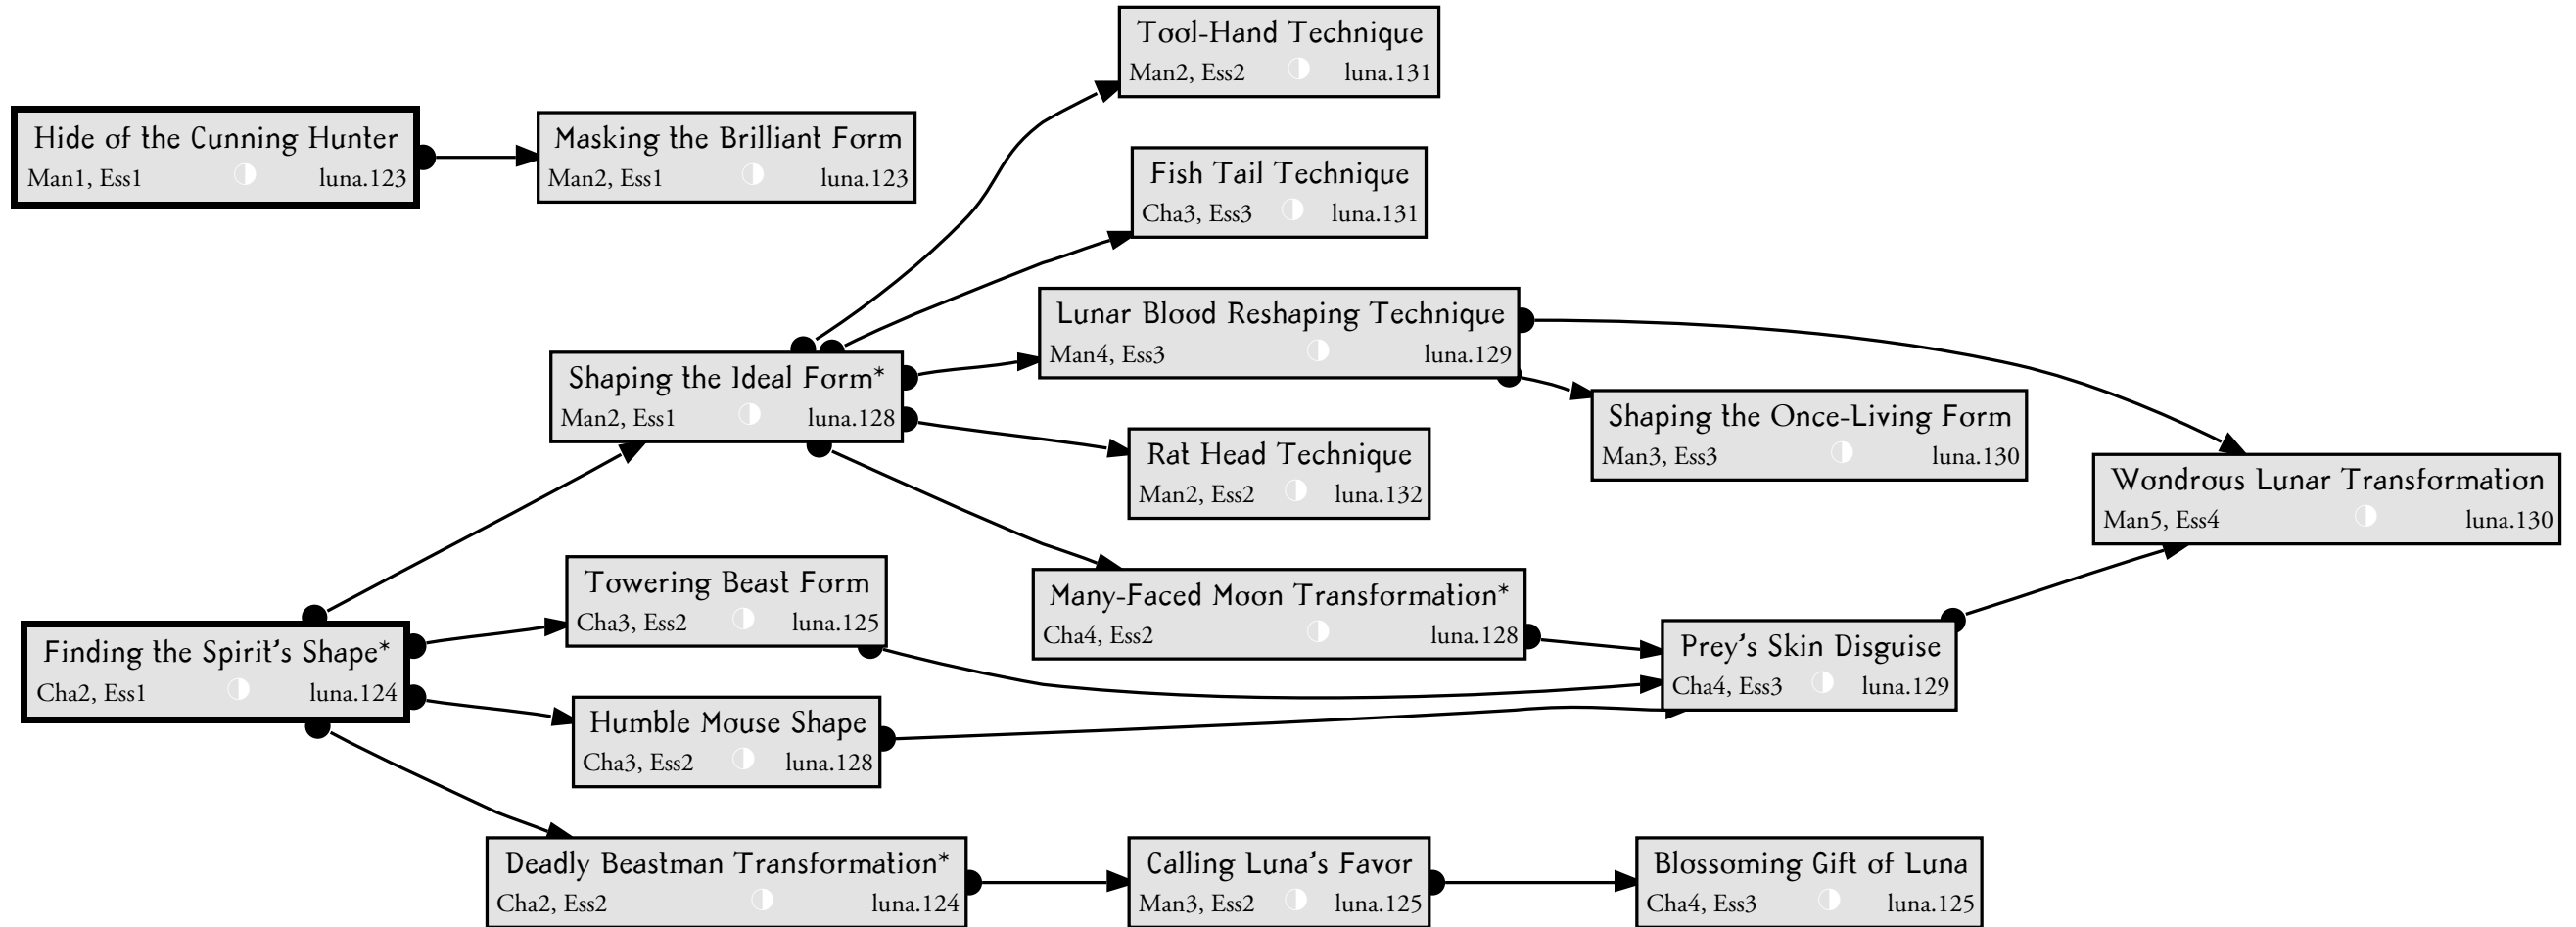 Tool-Hand Technique
Man2, Ess2 luna.131
Hide of the Cunning Hunter
Man1, Ess1 luna.123
Masking the Brilliant Form
Man2, Ess1 luna.123
Fish Tail Technique
Cha3, Ess3 luna.131
Lunar Blood Reshaping Technique
Man4, Ess3 luna.129
Shaping the Ideal Form*
Man2, Ess1 luna.128
Shaping the Once-Living Form
Man3, Ess3 luna.130
Rat Head Technique
Man2, Ess2 luna.132
Wondrous Lunar Transformation
Man5, Ess4 luna.130
Towering Beast Form
Cha3, Ess2 luna.125
Many-Faced Moon Transformation*
Cha4, Ess2 luna.128
Finding the Spirit's Shape*
Cha2, Ess1 luna.124
Prey's Skin Disguise
Cha4, Ess3 luna.129
Humble Mouse Shape
Cha3, Ess2 luna.128
Deadly Beastman Transformation*
Cha2, Ess2 luna.124
Calling Luna's Favor
Man3, Ess2 luna.125
Blossoming Gift of Luna
Cha4, Ess3 luna.125